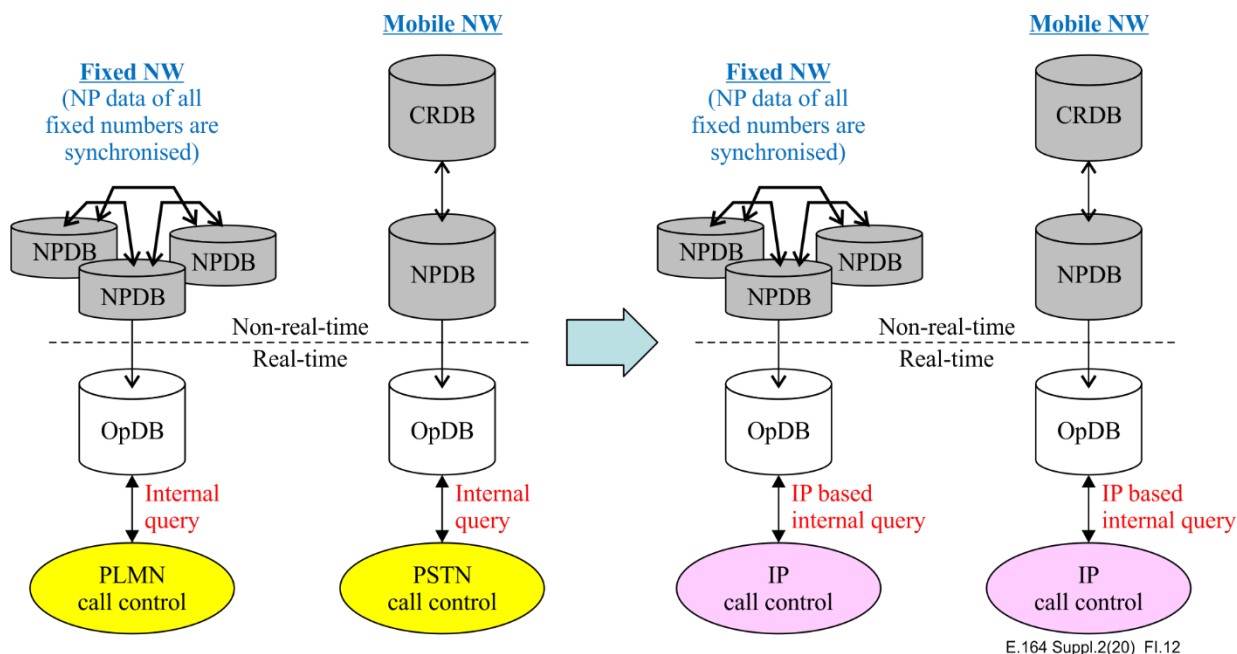 Mobile NW
Fixed NW
(NP data of all
fixed numbers are
synchronised)
CRDB
NPDB
NPDB
NPDB
NPDB
Non-real-time
Real-time
OpDB
OpDB
Internal
query
Internal
query
PLMN
call control
PSTN
call control
Mobile NW
Fixed NW
(NP data of all
fixed numbers are
synchronised)
CRDB
NPDB
NPDB
NPDB
NPDB
Non-real-time
Real-time
OpDB
OpDB
IP based
internal query
IP based
internal query
IP
call control
IP
call control
E.164 Suppl.2(20) FI.12